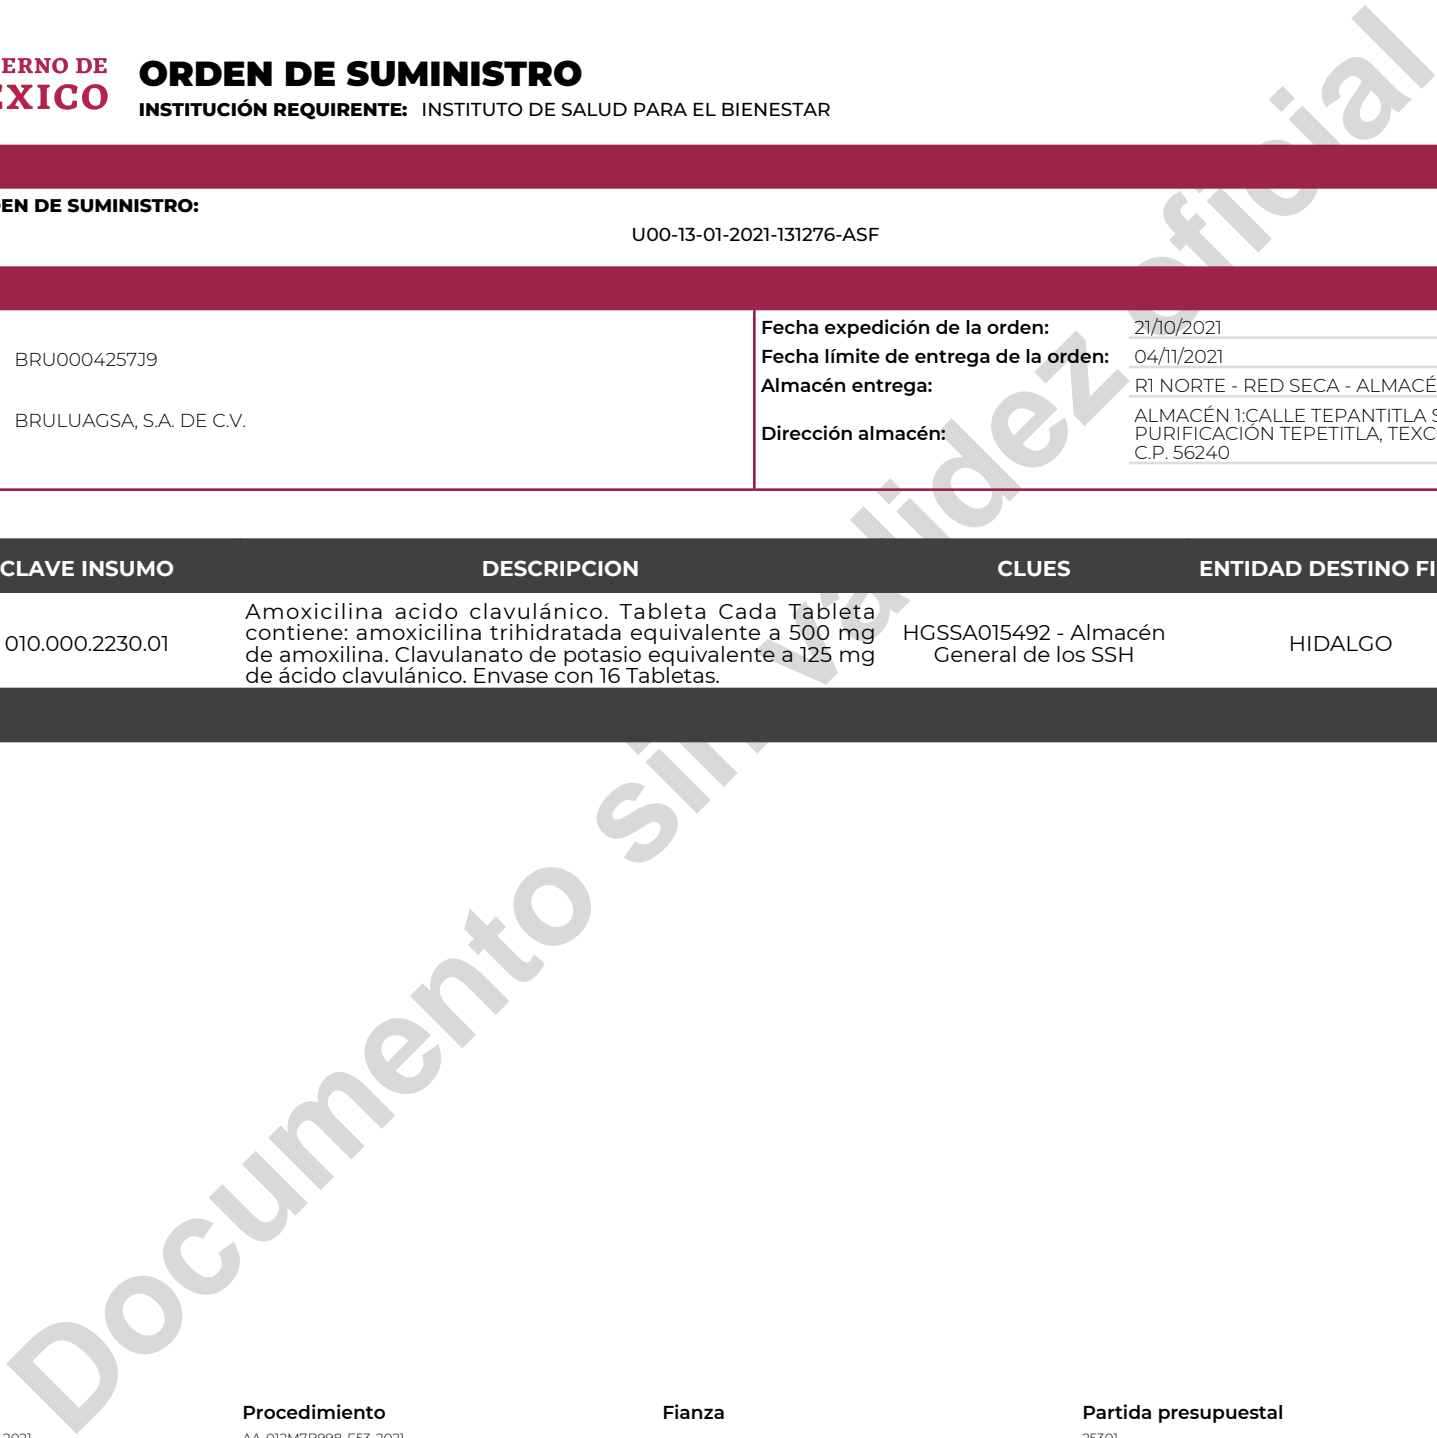 ERNO DE
ÉXICO
ORDEN DE SUMINISTRO
INSTITUCIÓN REQUIRENTE: INSTITUTO DE SALUD PARA EL BIENESTAR
EN DE SUMINISTRO:
U00-13-01-2021-131276-ASF
BRU0004257J9
BRULUAGSA, S.A. DE C.V.
Fecha expedición de la orden: 21/10/2021
Fecha límite de entrega de la orden: 04/11/2021
Almacén entrega: R1 NORTE - RED SECA - ALMACÉ
Dirección almacén: ALMACÉN 1:CALLE TEPANTITLA S
PURIFICACIÓN TEPETITLA, TEXC
C.P. 56240
CLAVE INSUMO DESCRIPCION CLUES ENTIDAD DESTINO FI
010.000.2230.01
Amoxicilina acido clavulánico. Tableta Cada Tableta
contiene: amoxicilina trihidratada equivalente a 500 mg
de amoxilina. Clavulanato de potasio equivalente a 125 mg
de ácido clavulánico. Envase con 16 Tabletas.
HGSSA015492 - Almacén
General de los SSH
HIDALGO
Documento sin validez oficial
Procedimiento Fianza Partida presupuestal